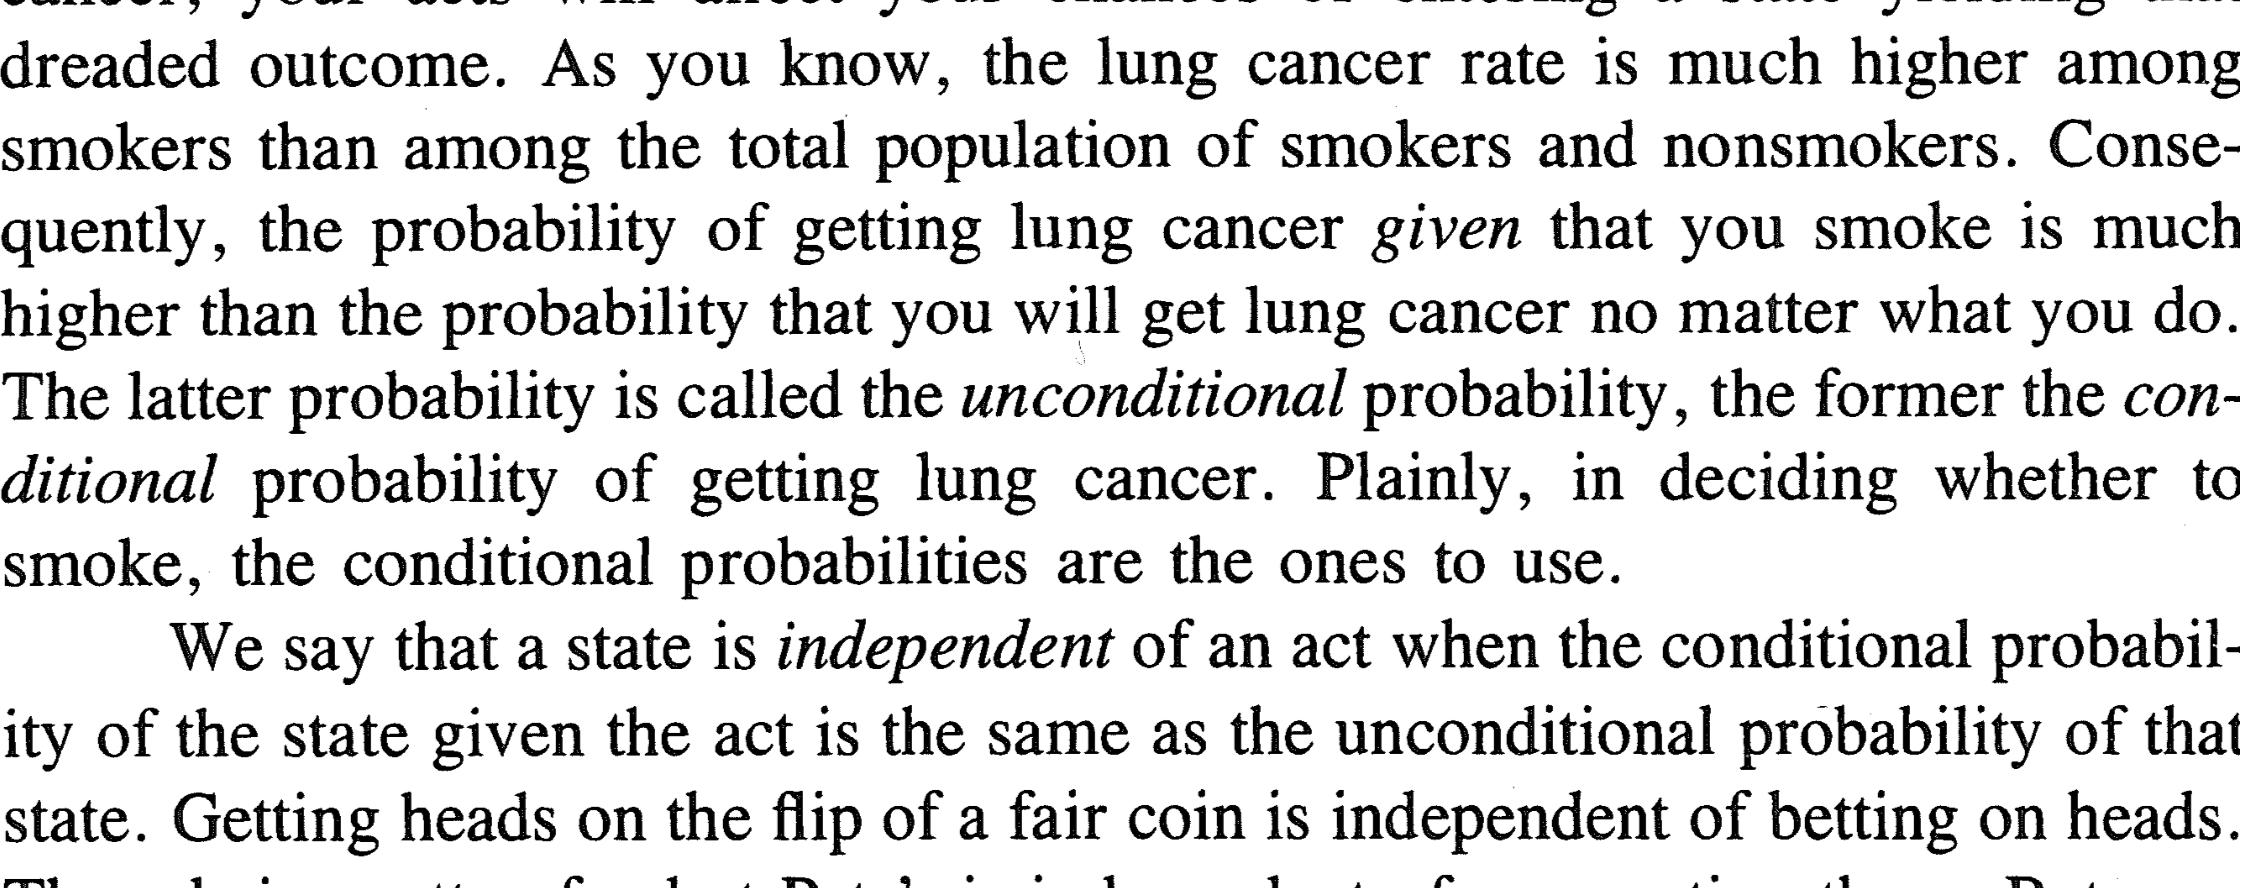 dreaded outcome. As you know, the lung cancer rate is much higher among
smokers than among the total population of smokers and nonsmokers. Conse-
quently, the probability of getting lung cancer given that you smoke is much
higher than the probability that you will get lung cancer no matter what you do.
The latter probability is called the unconditional probability, the former the con-
ditional probability of getting lung cancer. Plainly, in deciding whether to
smoke, the conditional probabilities are the ones to use.
We say that a state is independent of an act when the conditional probabil-
ity of the state given the act is the same as the unconditional probability of that
state. Getting heads on the flip of a fair coin is independent of betting on heads.